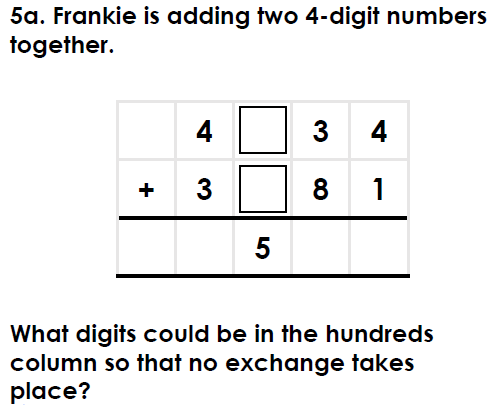 5a. Frankie is adding two 4-digit numbers
together.
4 3 4
+ 3 8 1
5
What digits could be in the hundreds
column so that no exchange takes
place?